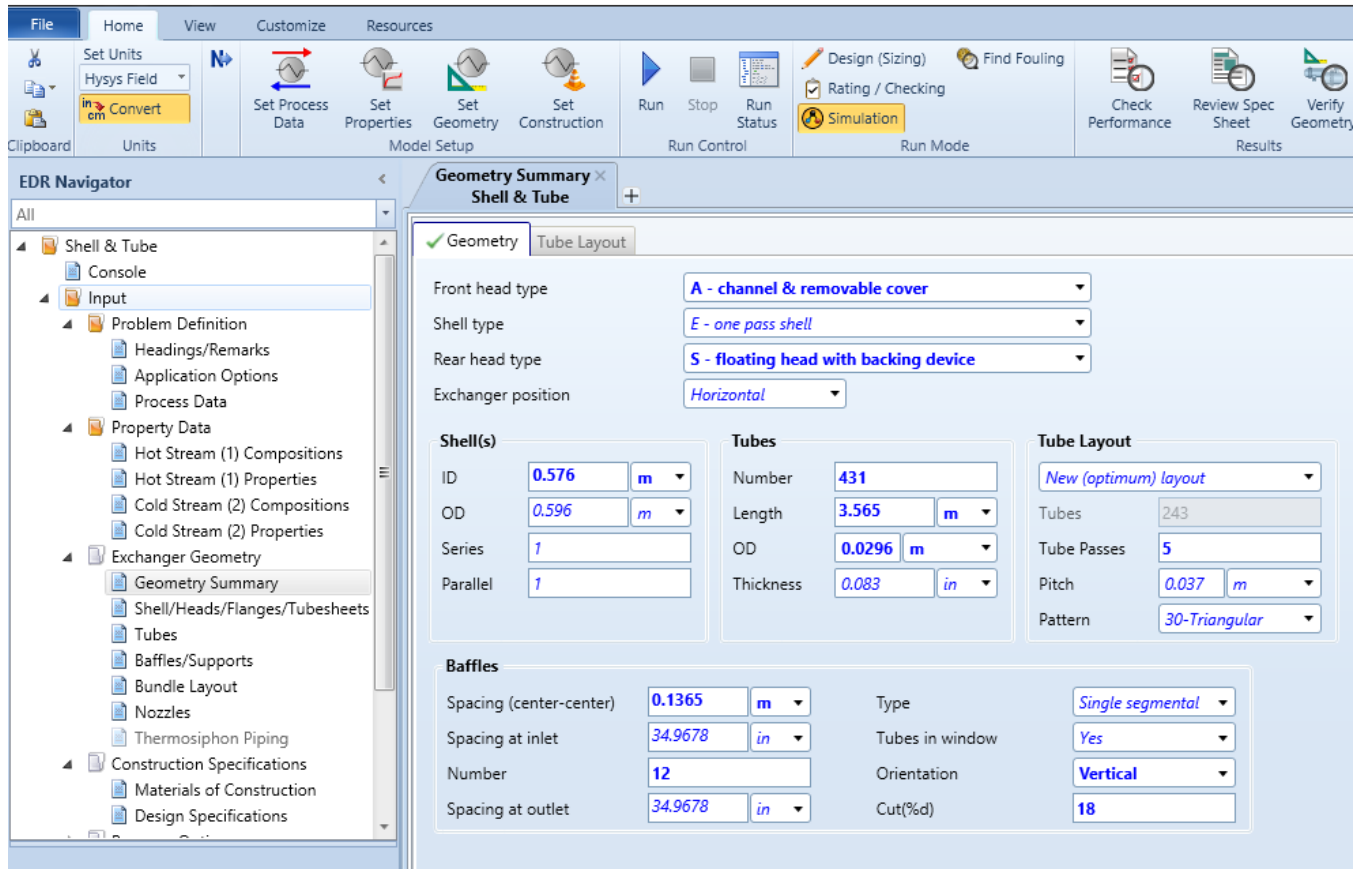 File Home View Customize Resources
Set Units
Hysys Field
Convert
Set Process Data
Set Properties
Set Geometry
Set Construction
Run
Stop
Run Status
Design (Sizing)
Find Fouling
Rating / Checking
Simulation
Check Performance
Review Spec Sheet
Verify Geometry
Clipboard Units Model Setup Run Control Run Mode Results
EDR Navigator
All
Shell & Tube
Console
Input
Problem Definition
Headings/Remarks
Application Options
Process Data
Property Data
Hot Stream (1) Compositions
Hot Stream (1) Properties
Cold Stream (2) Compositions
Cold Stream (2) Properties
Exchanger Geometry
Geometry Summary
Shell/Heads/Flanges/Tubesheets
Tubes
Baffles/Supports
Bundle Layout
Nozzles
Thermosiphon Piping
Construction Specifications
Materials of Construction
Design Specifications
Geometry Summary
Shell & Tube
Geometry Tube Layout
Front head type A - channel & removable cover
Shell type E - one pass shell
Rear head type S - floating head with backing device
Exchanger position Horizontal
Shell(s)
ID 0.576 m
OD 0.596 m
Series 1
Parallel 1
Tubes
Number 431
Length 3.565 m
OD 0.0296 m
Thickness 0.083 in
Tube Layout
New (optimum) layout
Tubes 243
Tube Passes 5
Pitch 0.037 m
Pattern 30-Triangular
Baffles
Spacing (center-center) 0.1365 m
Spacing at inlet 34.9678 in
Number 12
Spacing at outlet 34.9678 in
Type Single segmental
Tubes in window Yes
Orientation Vertical
Cut(%d) 18